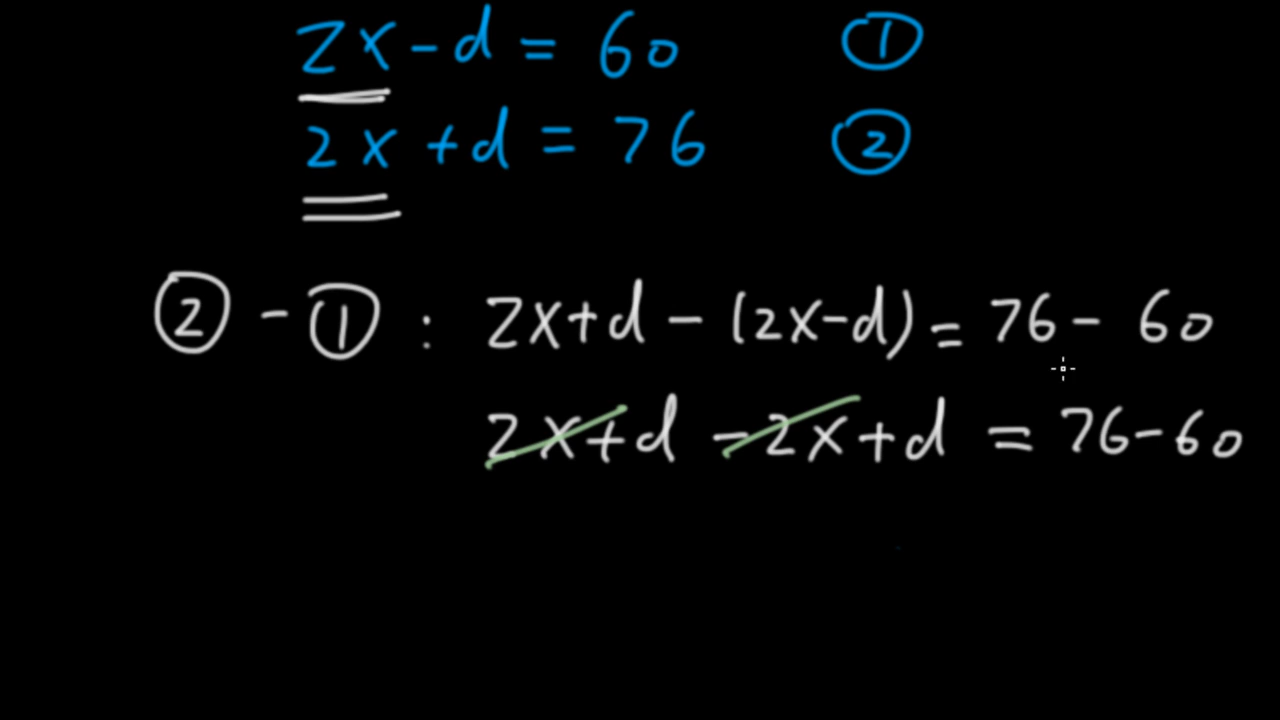 2x - d = 60 ①
2x + d = 76 ②
② - ① : 2x+d - (2x-d) = 76 - 60
2x+d - 2x + d = 76-60